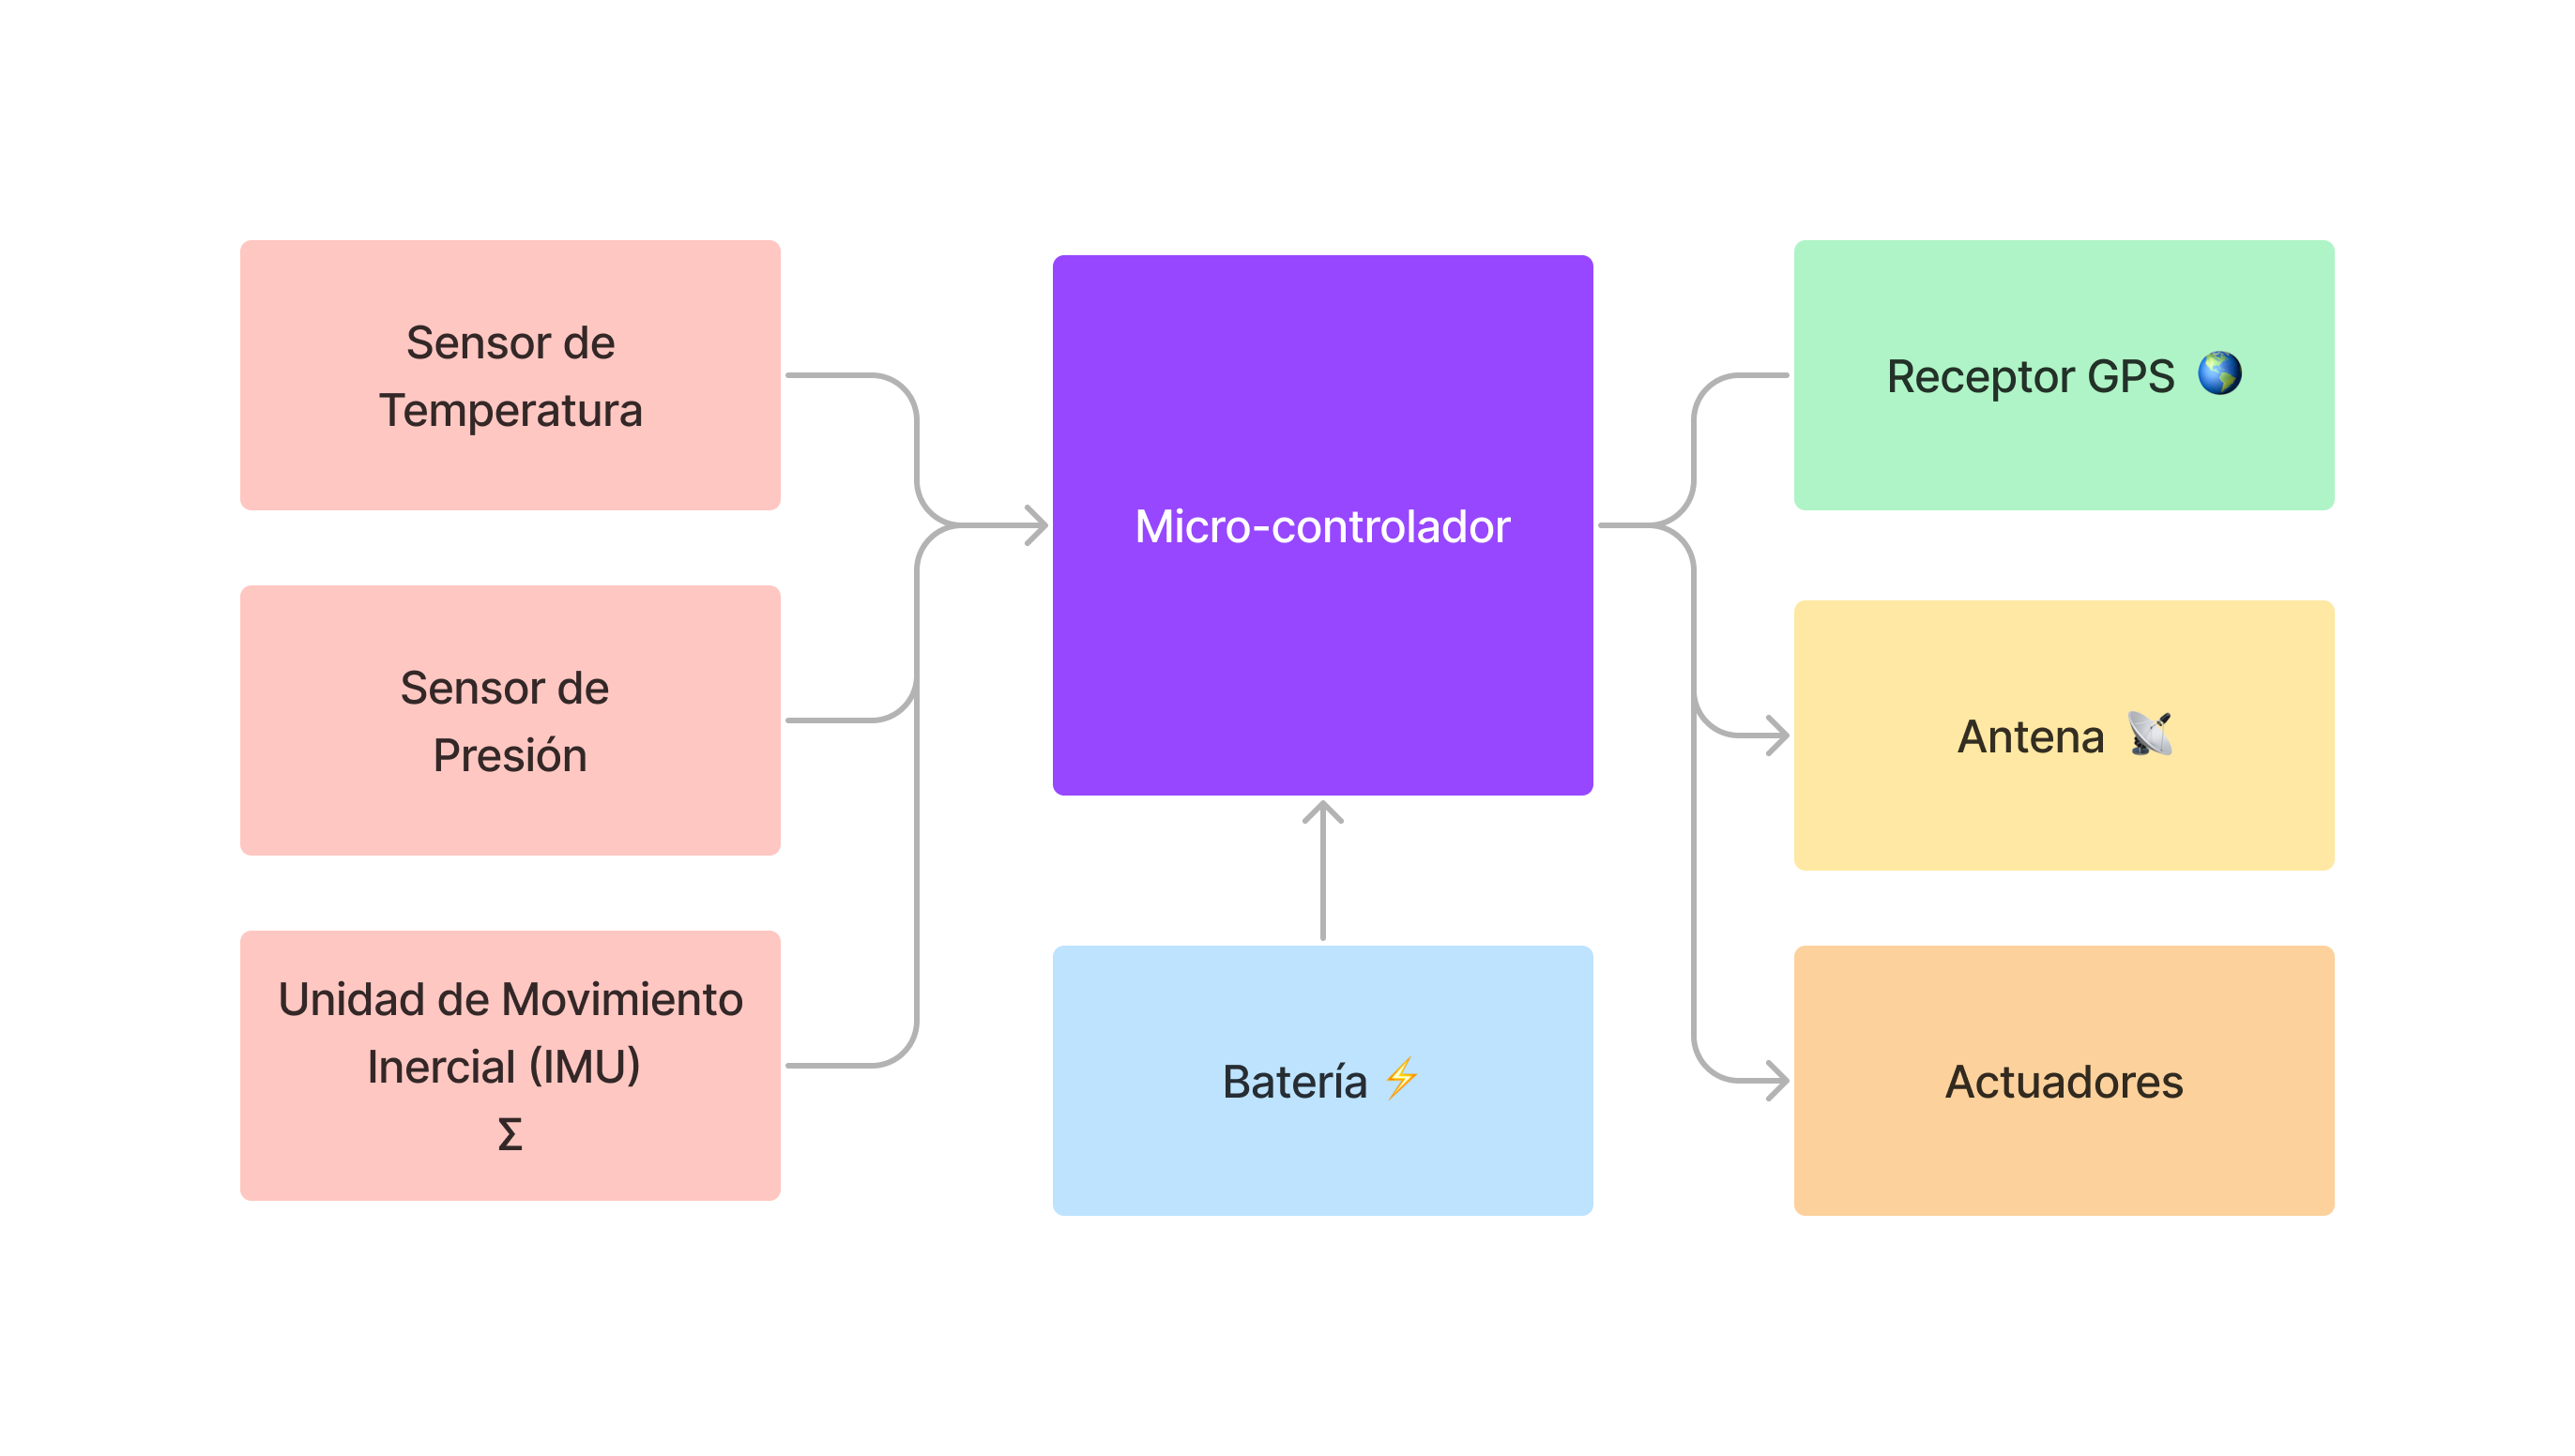 Sensor de
Temperatura
Sensor de
Presión
Unidad de Movimiento
Inercial (IMU)
Σ
Micro-controlador
Batería ⚡
Receptor GPS 🌎
Antena 📡
Actuadores